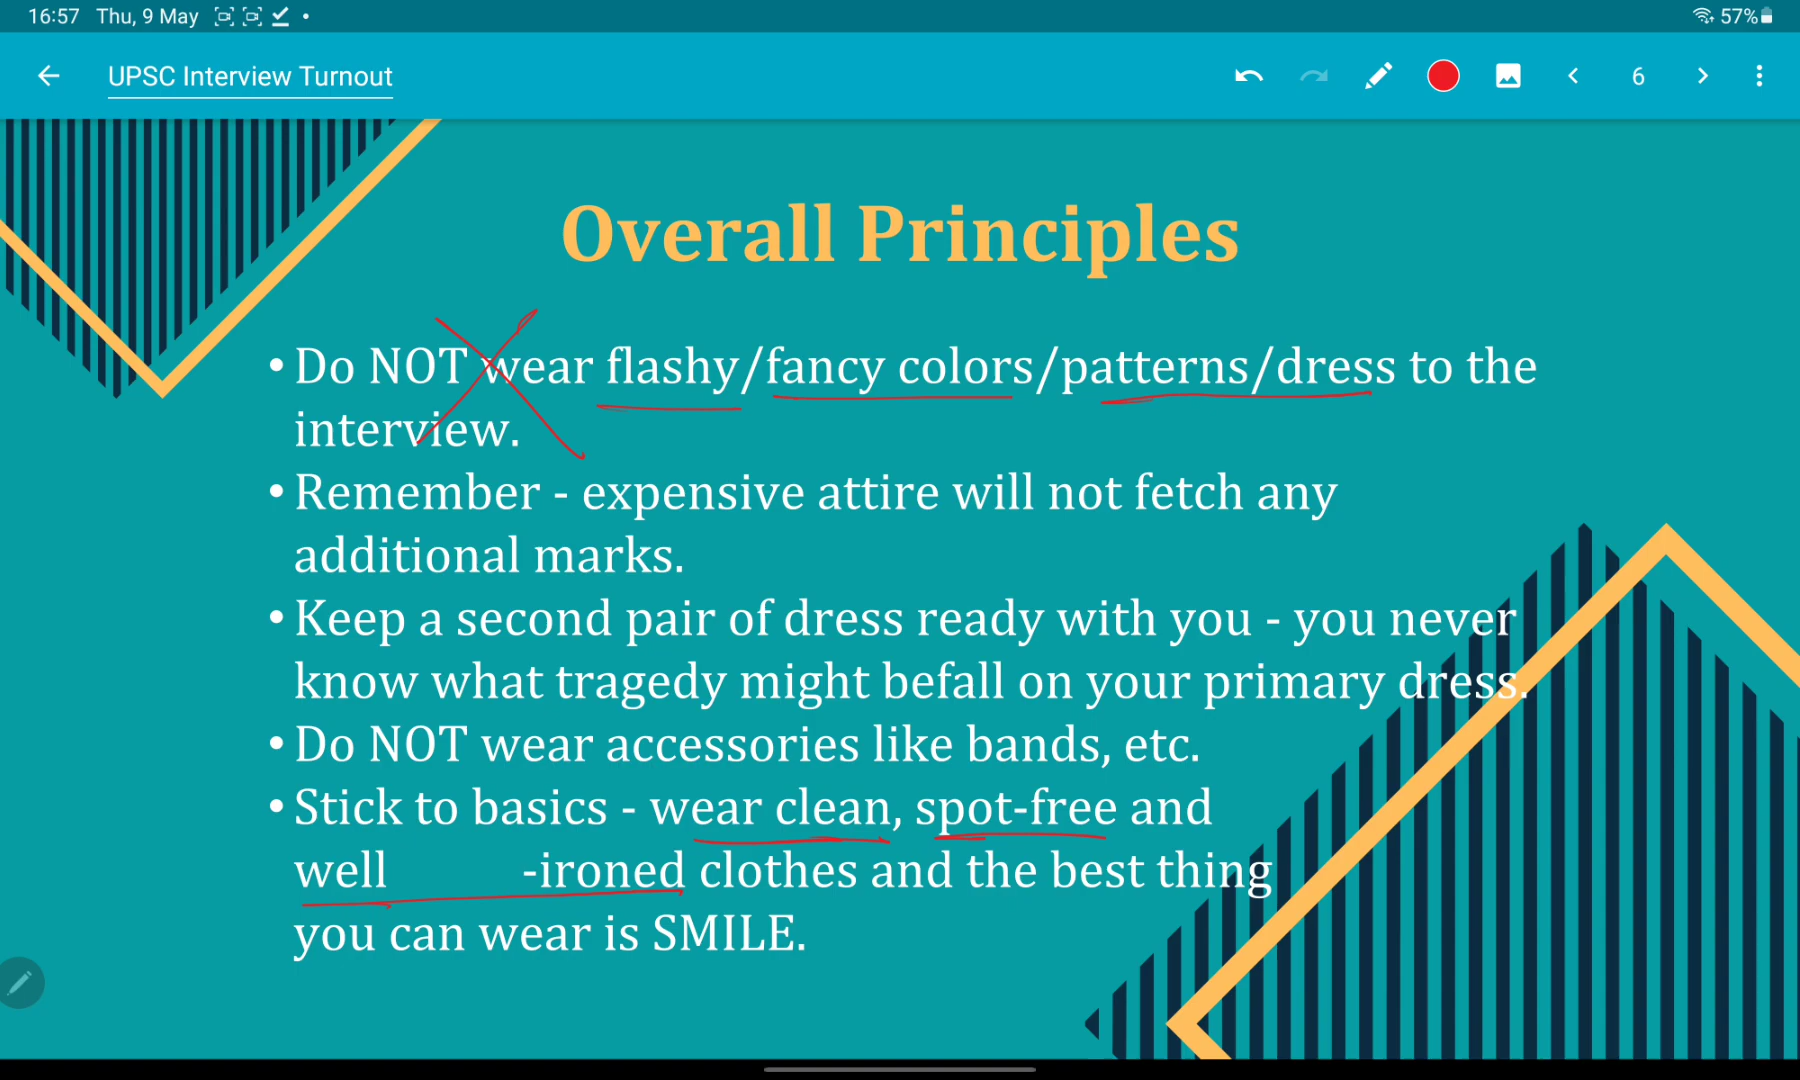 16:57 Thu, 9 May 57%
UPSC Interview Turnout 6
Overall Principles
• Do NOT wear flashy/fancy colors/patterns/dress to the
interview.
• Remember - expensive attire will not fetch any
additional marks.
• Keep a second pair of dress ready with you - you never
know what tragedy might befall on your primary dress.
• Do NOT wear accessories like bands, etc.
• Stick to basics - wear clean, spot-free and
well -ironed clothes and the best thing
you can wear is SMILE.